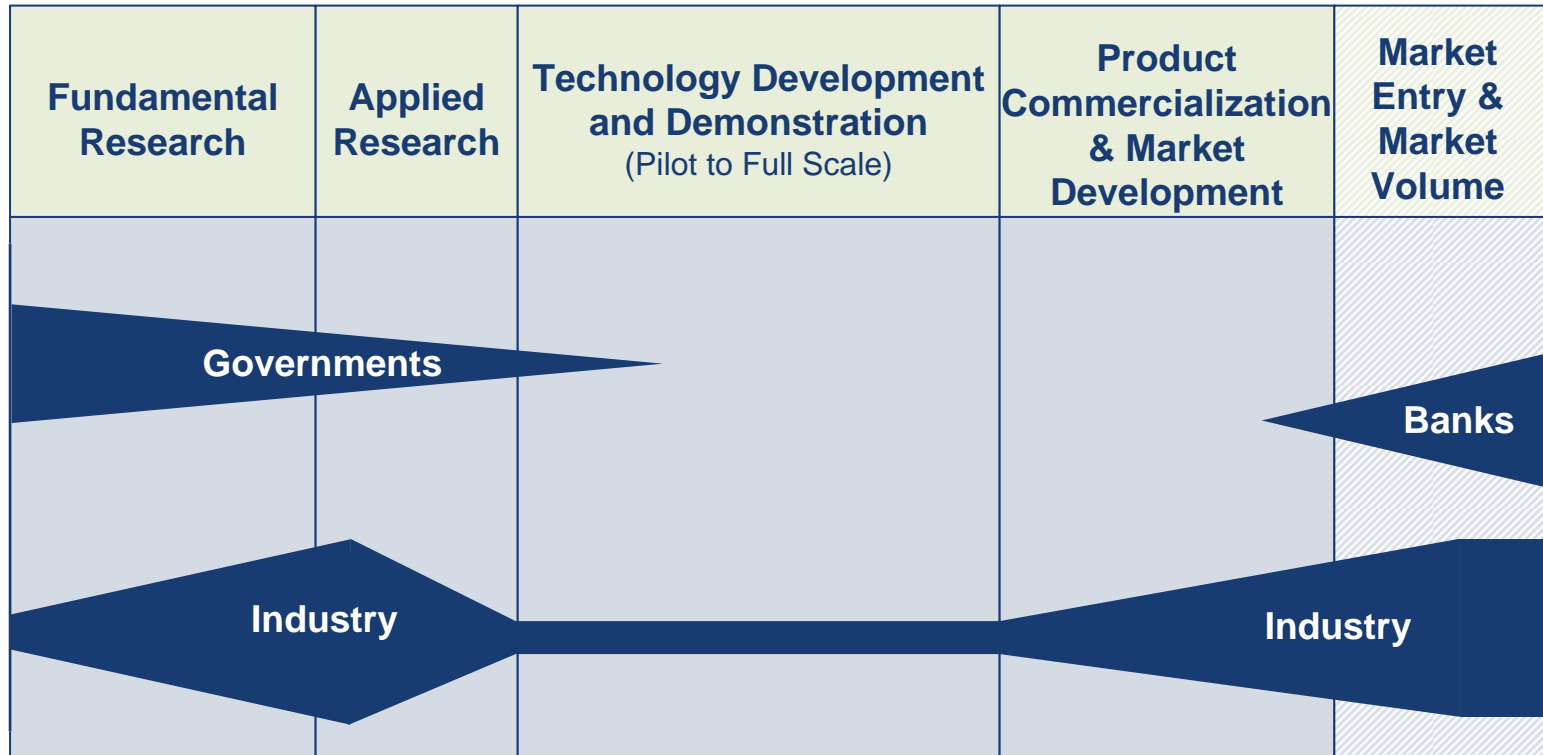 Fundamental
Research
Applied
Research
Technology Development
and Demonstration
(Pilot to Full Scale)
Product
Commercialization
& Market
Development
Market
Entry &
Market
Volume
Governments
Banks
Industry
Industry